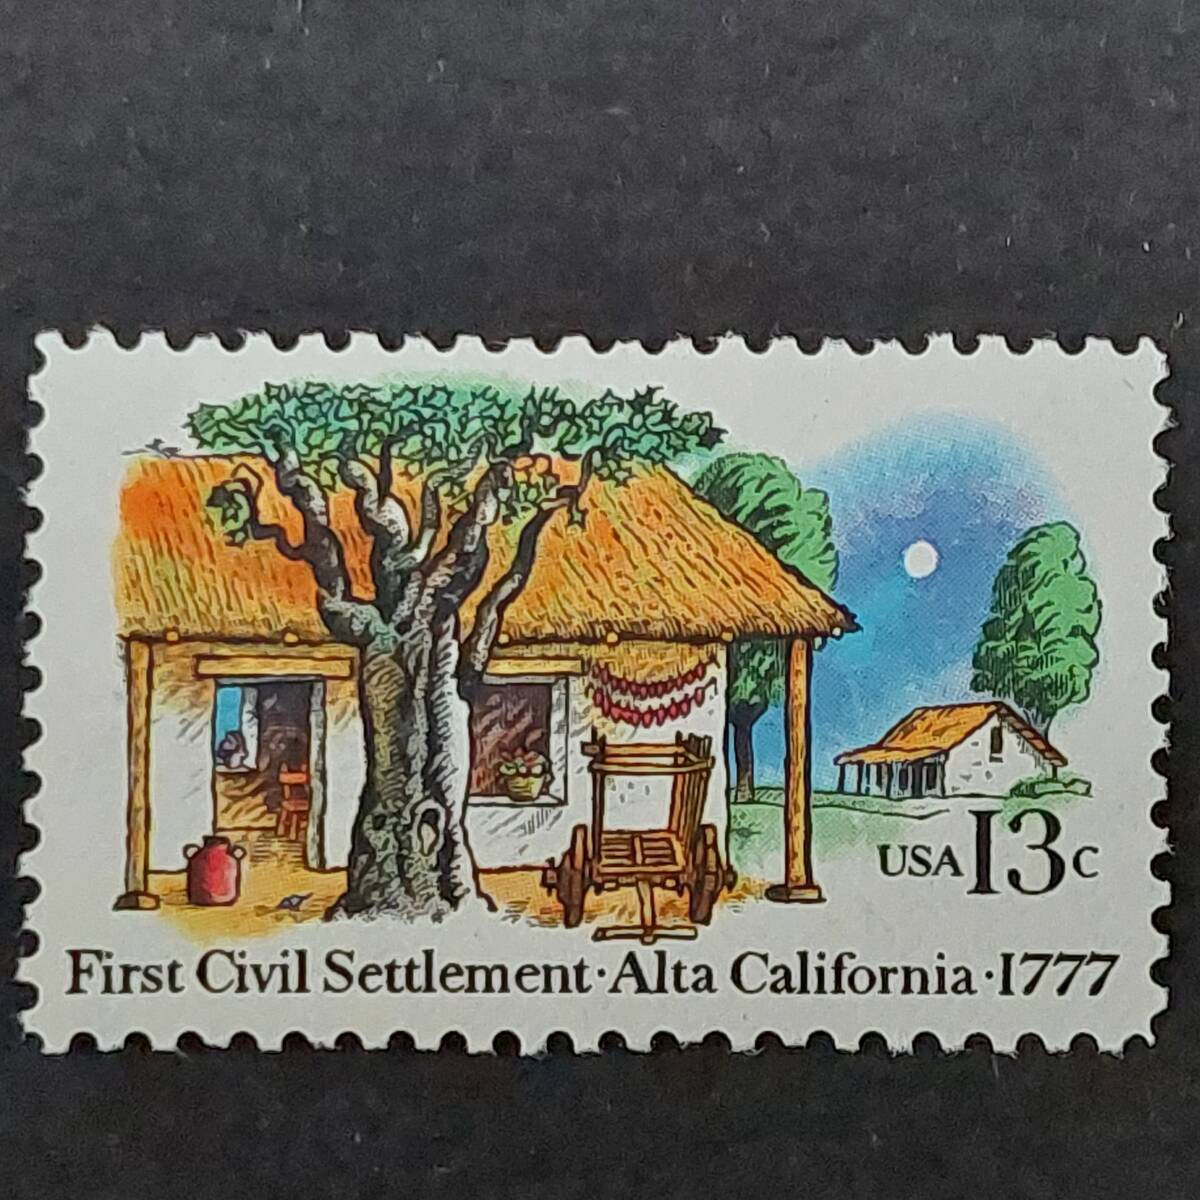 USA 13c
First Civil Settlement·Alta California·1777